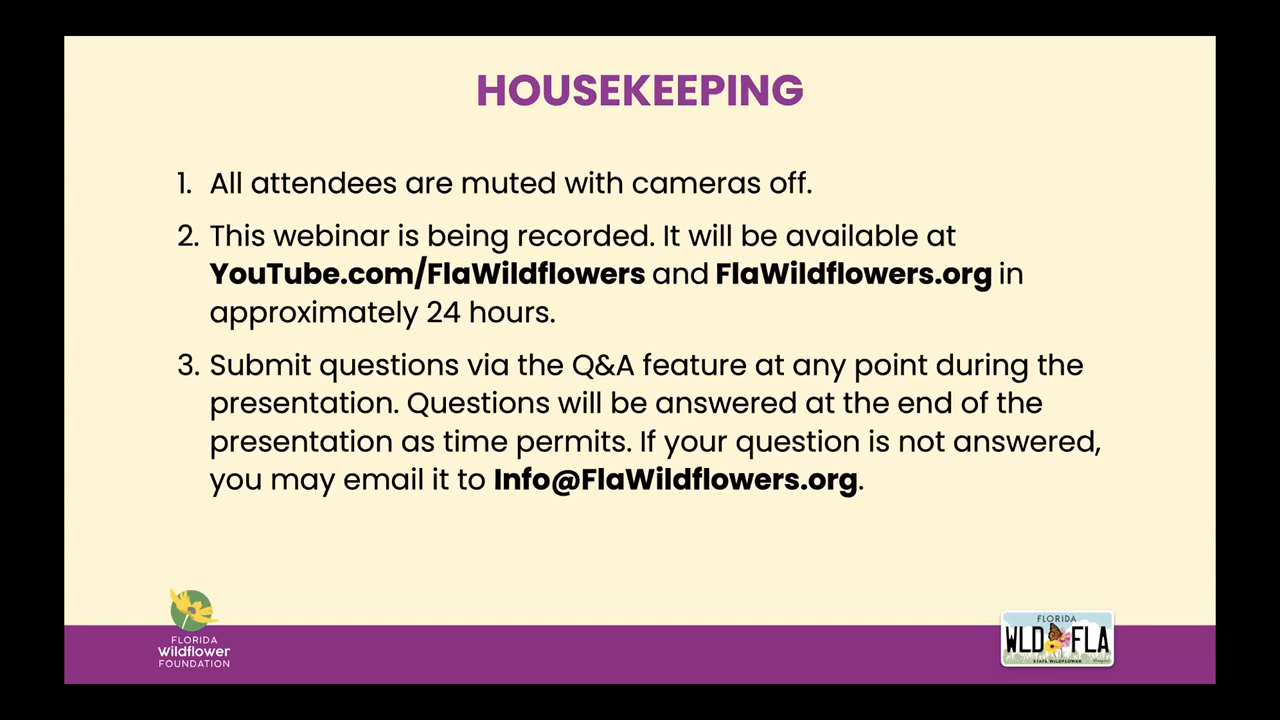 HOUSEKEEPING
1. All attendees are muted with cameras off.
2. This webinar is being recorded. It will be available at
YouTube.com/FlaWildflowers and FlaWildflowers.org in
approximately 24 hours.
3. Submit questions via the Q&A feature at any point during the
presentation. Questions will be answered at the end of the
presentation as time permits. If your question is not answered,
you may email it to Info@FlaWildflowers.org.
FLORIDA
wildflower
FOUNDATION
FLORIDA
WLD FLA
STATE WILDFLOWER